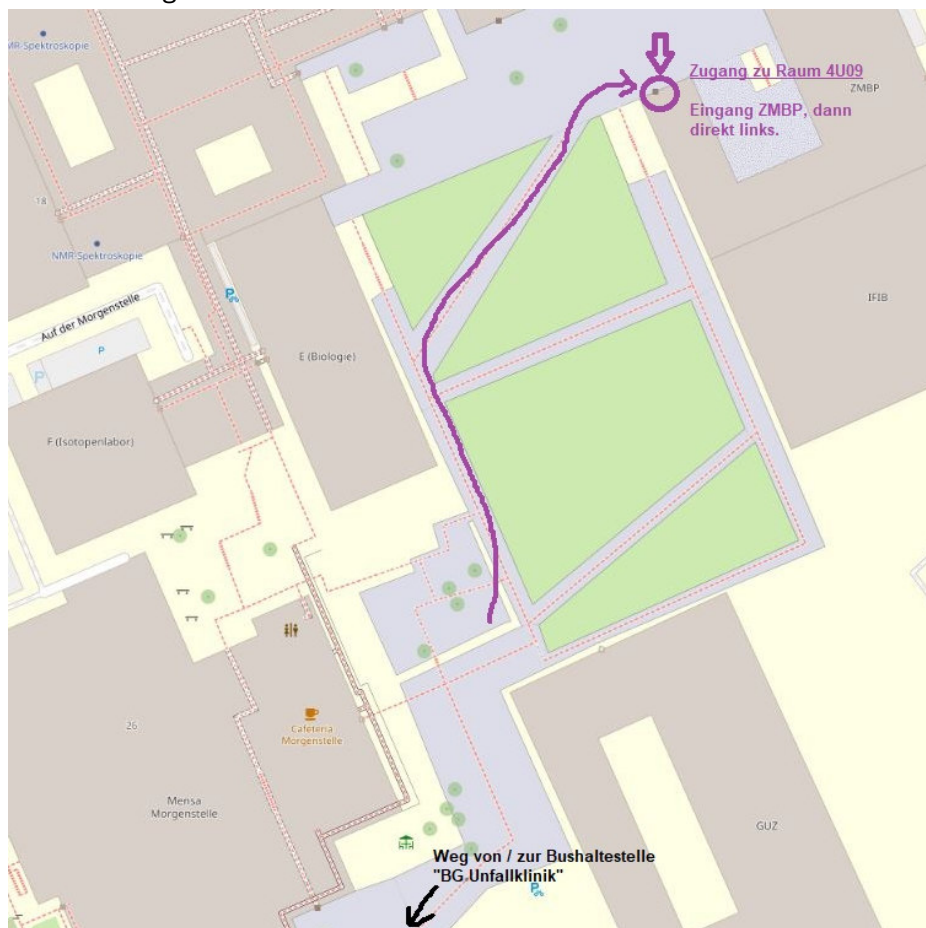 NMR-Spektroskopie
Zugang zu Raum 4U09
ZMBP
Eingang ZMBP, dann
direkt links.
18
NMR-Spektroskopie
P
IFIB
Auf der Morgenstelle
P
P
E (Biologie)
F (Isotopenlabor)
26
Cafeteria
Morgenstelle
Mensa
Morgenstelle
GUZ
Weg von / zur Bushaltestelle
"BG Unfallklinik"
P